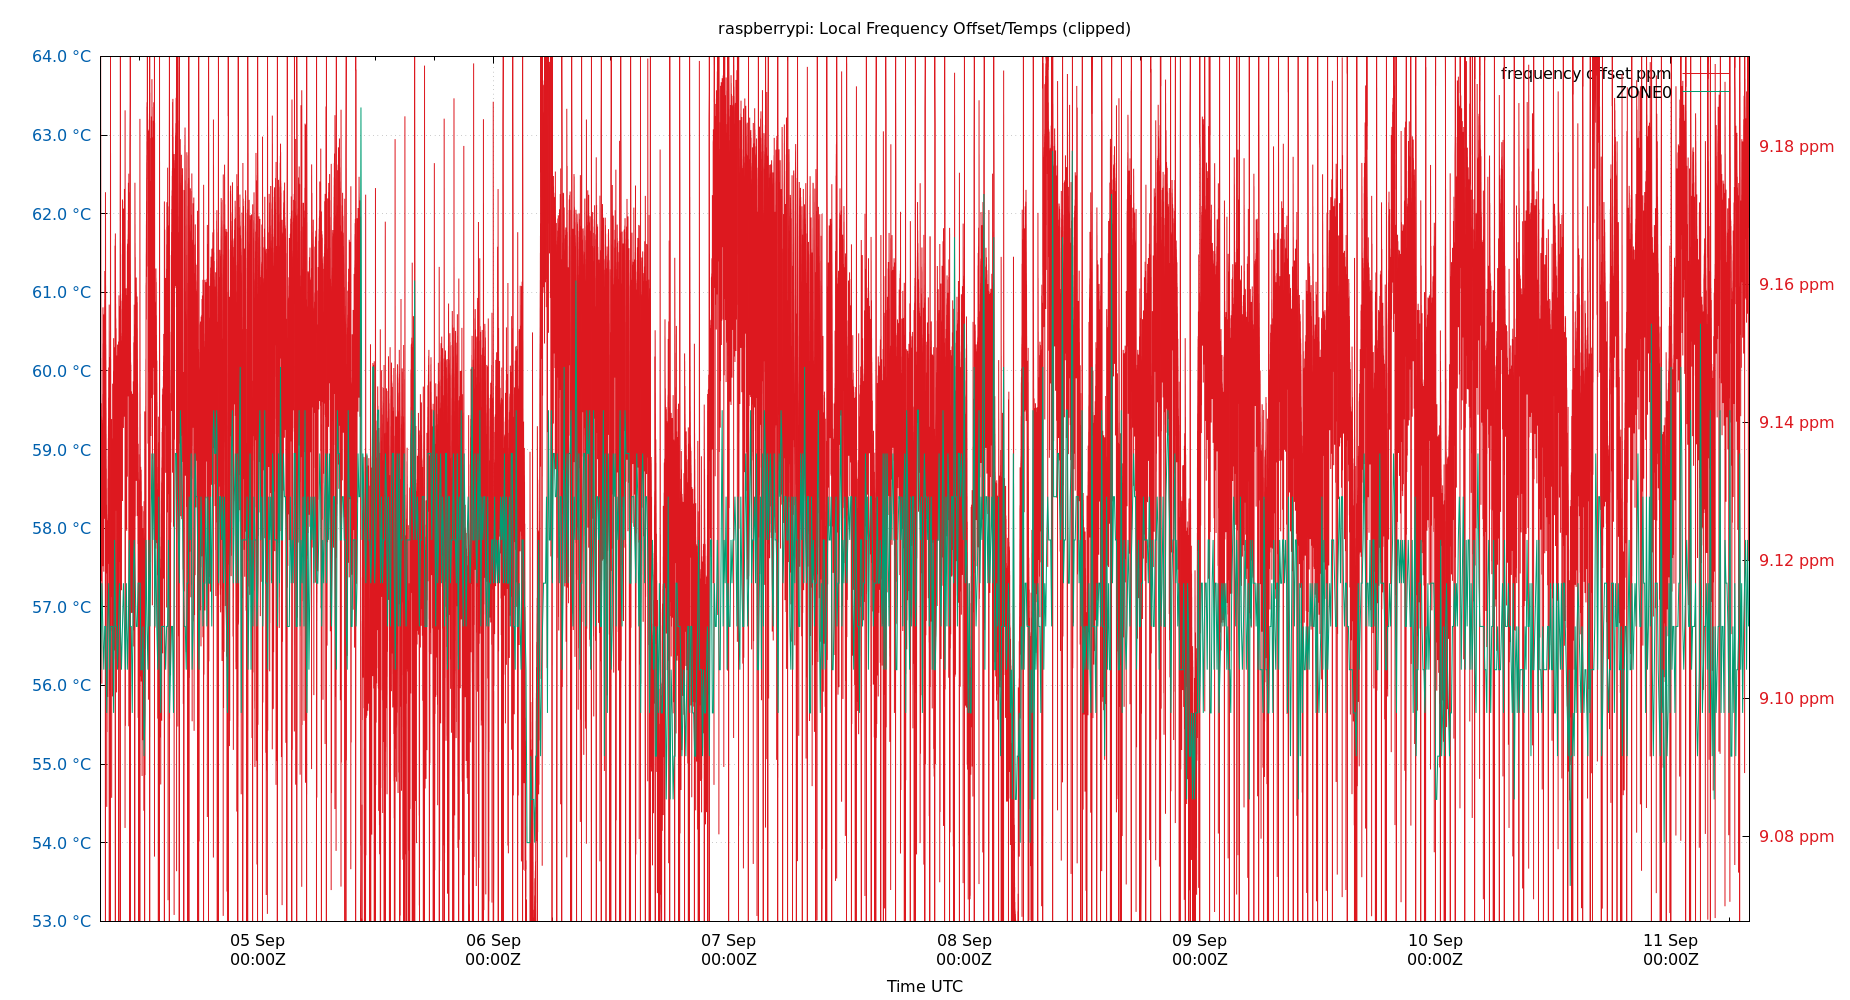 raspberrypi: Local Frequency Offset/Temps (clipped)
64.0 °C
63.0 °C
62.0 °C
61.0 °C
60.0 °C
59.0 °C
58.0 °C
57.0 °C
56.0 °C
55.0 °C
54.0 °C
53.0 °C
frequency offset ppm
ZONE0
9.18 ppm
9.16 ppm
9.14 ppm
9.12 ppm
9.10 ppm
9.08 ppm
05 Sep
00:00Z
06 Sep
00:00Z
07 Sep
00:00Z
08 Sep
00:00Z
09 Sep
00:00Z
10 Sep
00:00Z
11 Sep
00:00Z
Time UTC